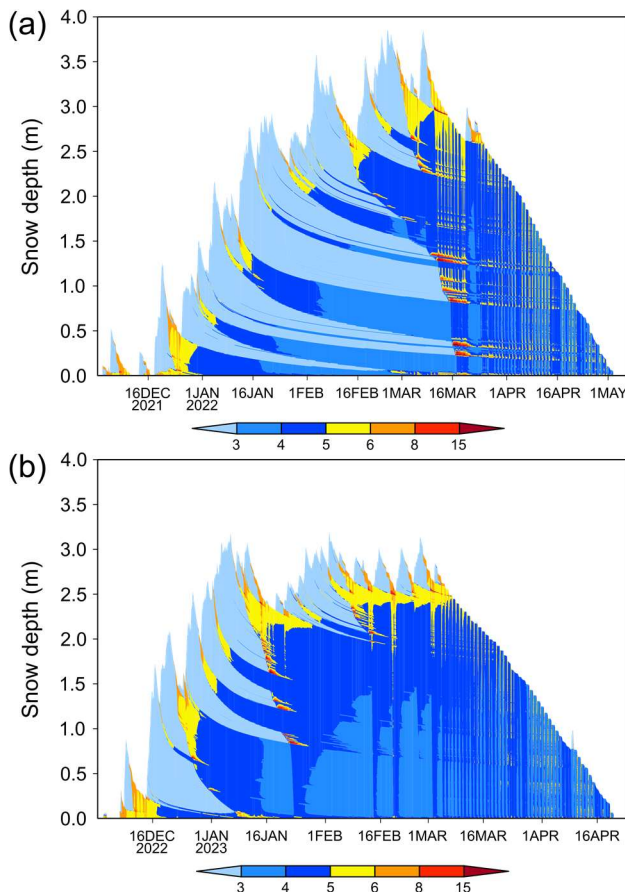 (a)
Snow depth (m)
4.0
3.5
3.0
2.5
2.0
1.5
1.0
0.5
0.0
16DEC 1JAN 16JAN 1FEB 16FEB 1MAR 16MAR 1APR 16APR 1MAY
2021 2022
3 4 5 6 8 15
(b)
Snow depth (m)
4.0
3.5
3.0
2.5
2.0
1.5
1.0
0.5
0.0
16DEC 1JAN 16JAN 1FEB 16FEB 1MAR 16MAR 1APR 16APR
2022 2023
3 4 5 6 8 15